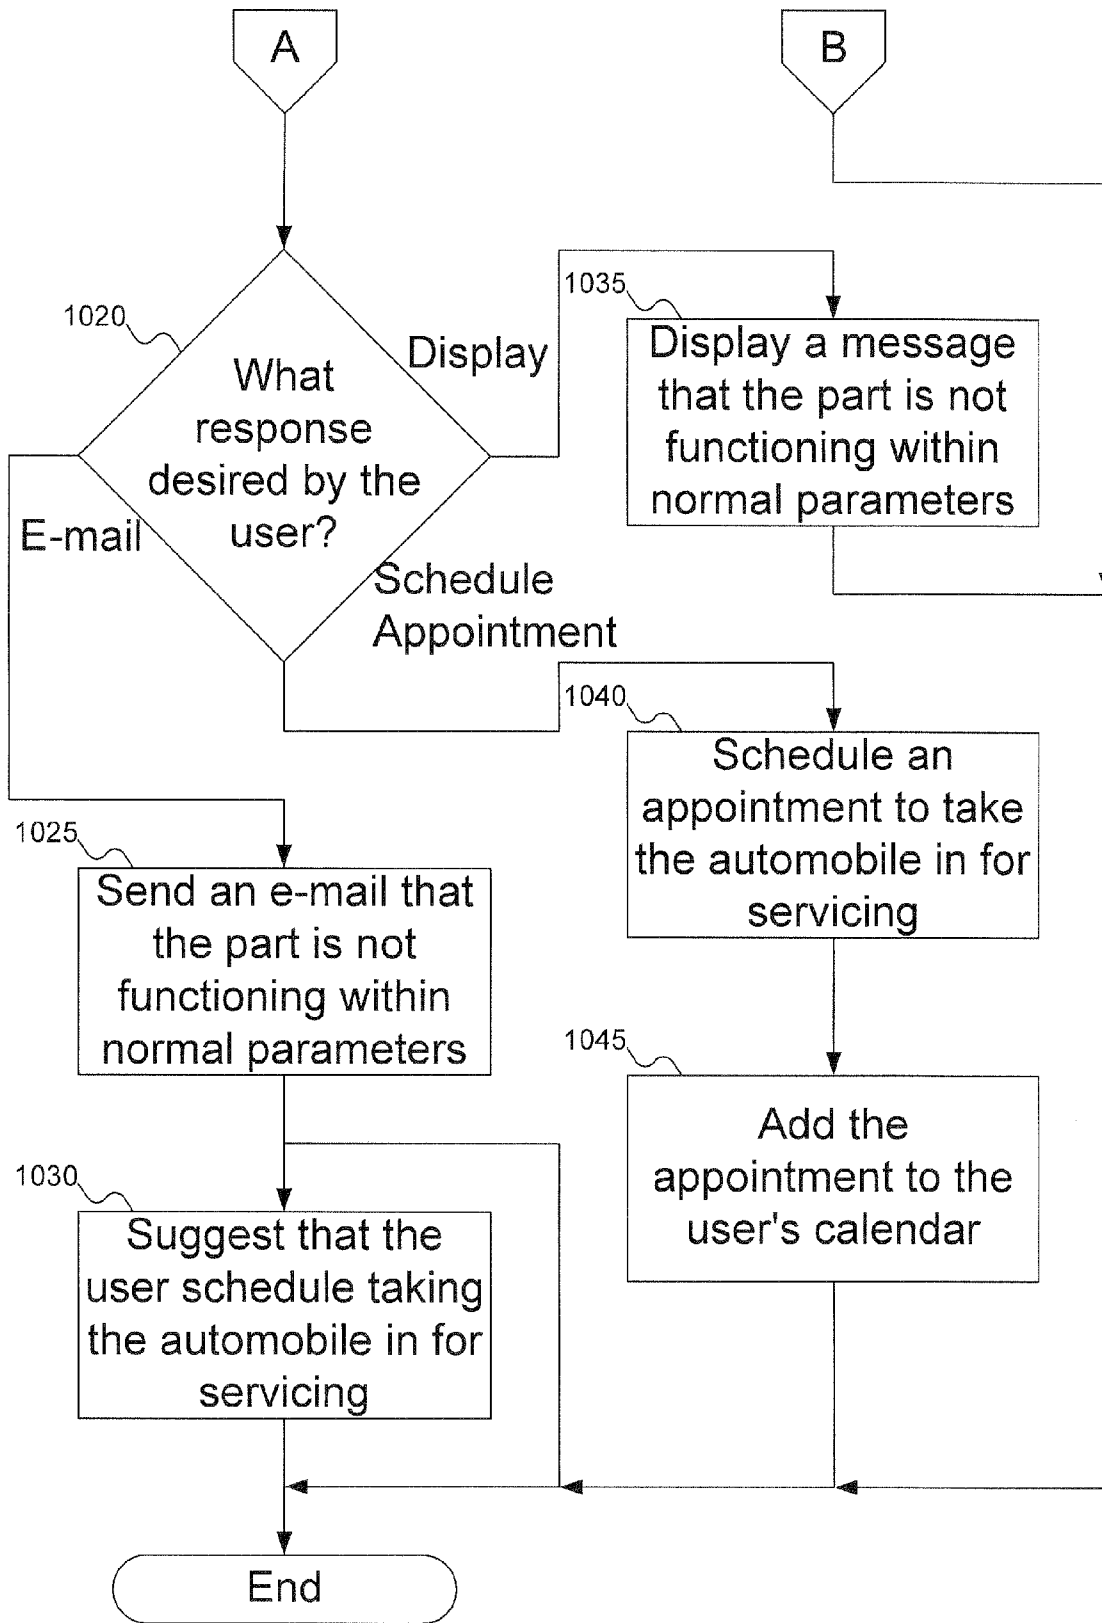 A
B
1020
What
response
desired by the
user?
Display
E-mail
Schedule
Appointment
1035
Display a message
that the part is not
functioning within
normal parameters
1040
Schedule an
appointment to take
the automobile in for
servicing
1025
Send an e-mail that
the part is not
functioning within
normal parameters
1045
Add the
appointment to the
user's calendar
1030
Suggest that the
user schedule taking
the automobile in for
servicing
End